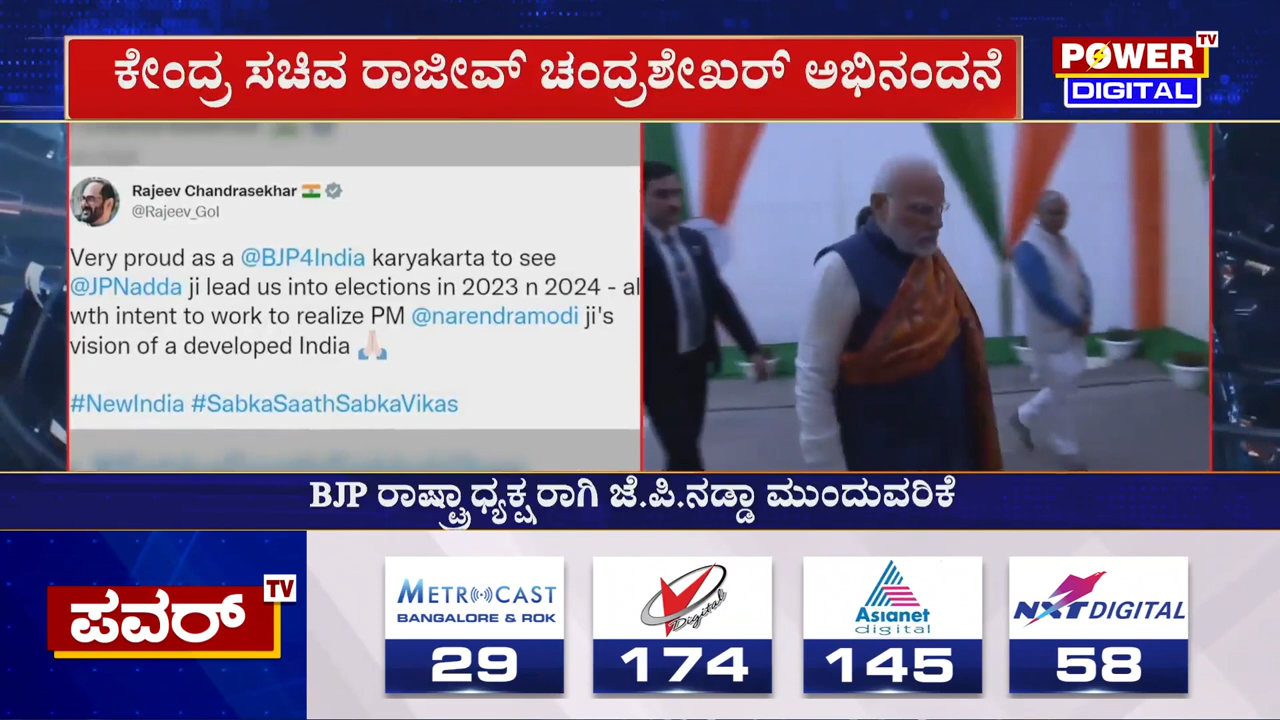 ಕೇಂದ್ರ ಸಚಿವ ರಾಜೀವ್ ಚಂದ್ರಶೇಖರ್ ಅಭಿನಂದನೆ
POWER TV
DIGITAL
Rajeev Chandrasekhar
@Rajeev_GoI
Very proud as a @BJP4India karyakarta to see
@JPNadda ji lead us into elections in 2023 n 2024 - al
wth intent to work to realize PM @narendramodi ji's
vision of a developed India 🙏🏻
#NewIndia #SabkaSaathSabkaVikas
BJP ರಾಷ್ಟ್ರಾಧ್ಯಕ್ಷರಾಗಿ ಜೆ.ಪಿ.ನಡ್ಡಾ ಮುಂದುವರಿಕೆ
ಪವರ್ TV
METROCAST
BANGALORE & ROK
29
V Digital
174
Asianet
digital
145
NXTDIGITAL
58